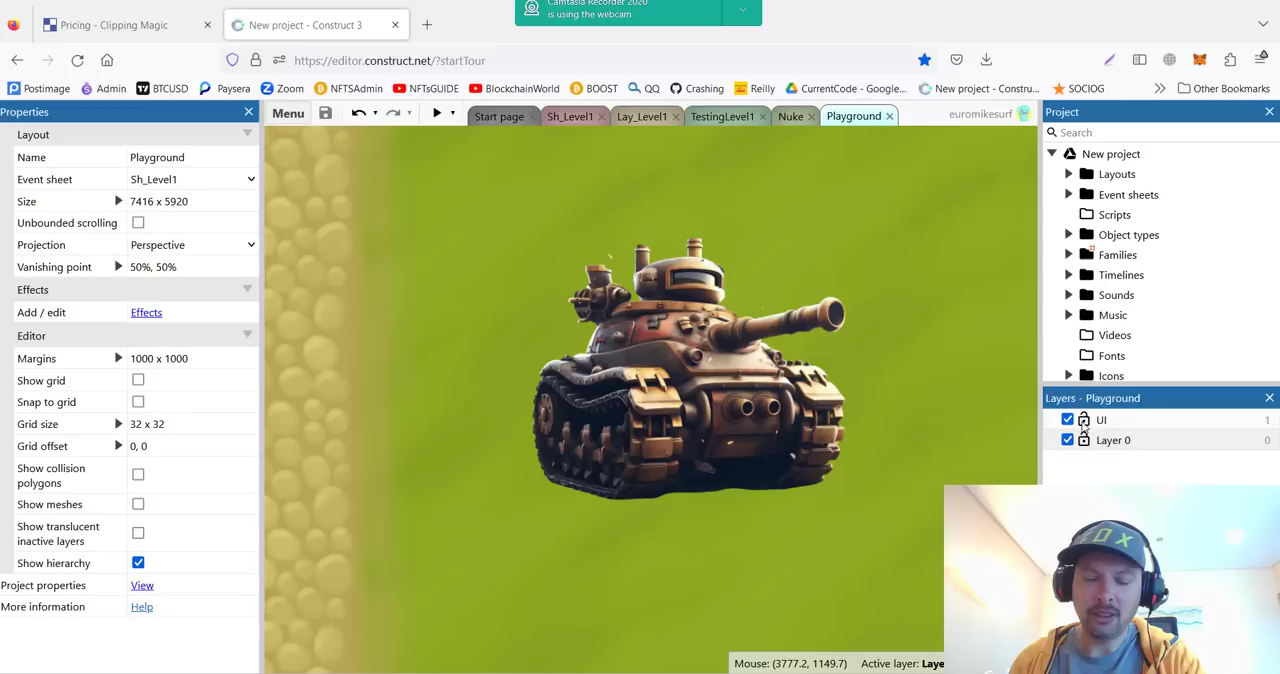 Camtasia Recorder 2020
is using the webcam
Pricing - Clipping Magic
New project - Construct 3
https://editor.construct.net/?startTour
Postimage Admin BTCUSD Paysera Zoom NFTSAdmin NFTsGUIDE BlockchainWorld BOOST QQ Crashing Reilly CurrentCode - Google... New project - Constru... SOCIOG Other Bookmarks
Properties
Menu
Start page Sh_Level1 Lay_Level1 TestingLevel1 Nuke Playground
euromikesurf
Layout
Name Playground
Event sheet Sh_Level1
Size 7416 x 5920
Unbounded scrolling
Projection Perspective
Vanishing point 50%, 50%
Effects
Add / edit Effects
Editor
Margins 1000 x 1000
Show grid
Snap to grid
Grid size 32 x 32
Grid offset 0, 0
Show collision
polygons
Show meshes
Show translucent
inactive layers
Show hierarchy
Project properties View
More information Help
Project
Search
New project
Layouts
Event sheets
Scripts
Object types
Families
Timelines
Sounds
Music
Videos
Fonts
Icons
Layers - Playground
UI 1
Layer 0 0
FOX
Mouse: (3777.2, 1149.7) Active layer: Laye